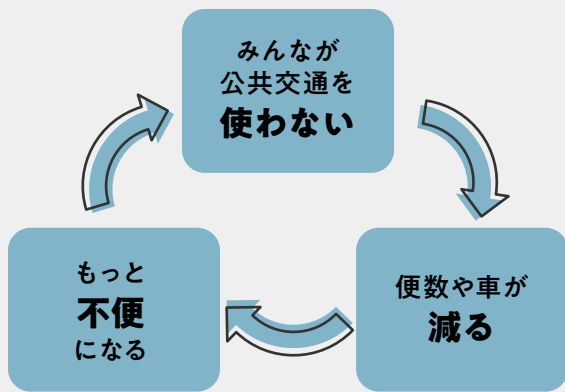 みんなが
公共交通を
使わない
便数や車が
減る
もっと
不便
になる